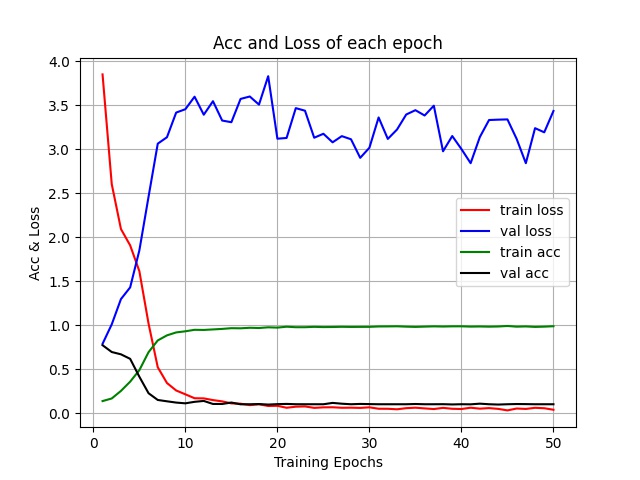 Acc and Loss of each epoch
4.0
3.5
3.0
2.5
2.0
1.5
1.0
0.5
0.0
Acc & Loss
train loss
val loss
train acc
val acc
0 10 20 30 40 50
Training Epochs